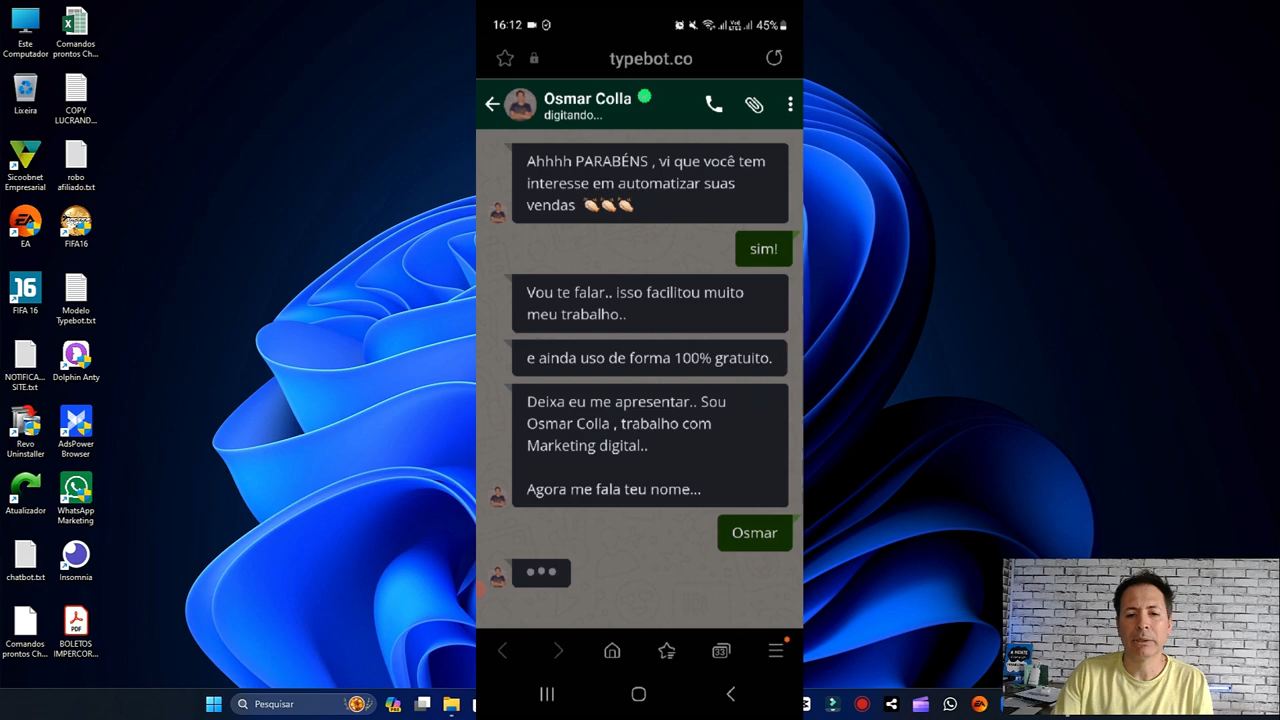 Este
Computador
Comandos
prontos Ch...
Lixeira
COPY
LUCRAND...
Sicoobnet
Empresarial
robo
afiliado.txt
EA
FIFA16
16
FIFA 16
Modelo
Typebot.txt
NOTIFICA...
SITE.txt
Dolphin Anty
Revo
Uninstaller
AdsPower
Browser
Atualizador
WhatsApp
Marketing
chatbot.txt
Insomnia
Comandos
prontos Ch...
PDF
BOLETOS
IMPERCOR...
Pesquisar
16:12
45%
typebot.co
Osmar Colla
digitando...
Ahhhh PARABÉNS , vi que você tem
interesse em automatizar suas
vendas 👏🏻👏🏻👏🏻
sim!
Vou te falar.. isso facilitou muito
meu trabalho..
e ainda uso de forma 100% gratuito.
Deixa eu me apresentar.. Sou
Osmar Colla , trabalho com
Marketing digital..
Agora me fala teu nome...
Osmar
33